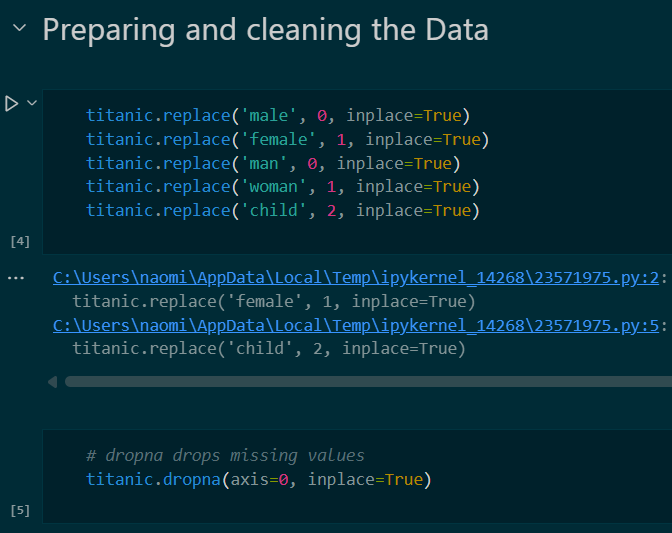 Preparing and cleaning the Data
titanic.replace('male', 0, inplace=True)
titanic.replace('female', 1, inplace=True)
titanic.replace('man', 0, inplace=True)
titanic.replace('woman', 1, inplace=True)
titanic.replace('child', 2, inplace=True)
[4]
... C:\Users\naomi\AppData\Local\Temp\ipykernel_14268\23571975.py:2:
titanic.replace('female', 1, inplace=True)
C:\Users\naomi\AppData\Local\Temp\ipykernel_14268\23571975.py:5:
titanic.replace('child', 2, inplace=True)
# dropna drops missing values
titanic.dropna(axis=0, inplace=True)
[5]